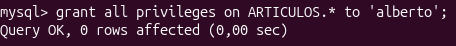 mysql> grant all privileges on ARTICULOS.* to 'alberto';
Query OK, 0 rows affected (0,00 sec)